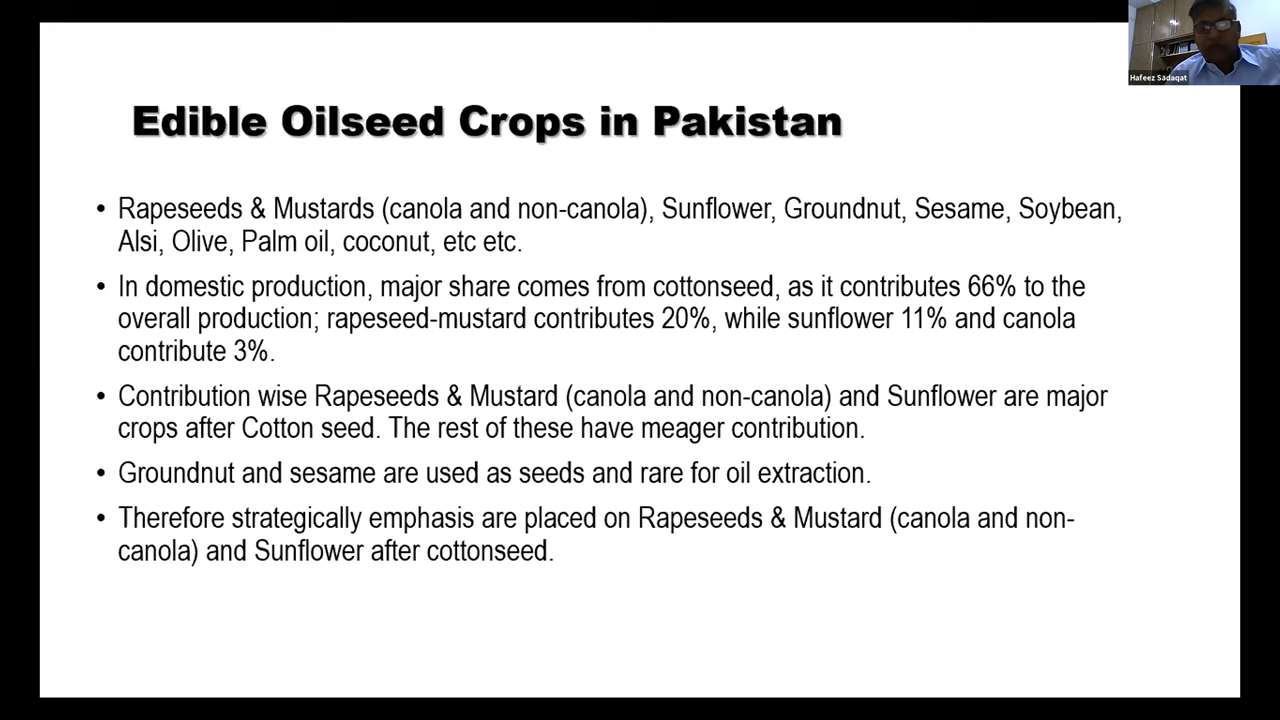 Hafeez Sadaqat
Edible Oilseed Crops in Pakistan
• Rapeseeds & Mustards (canola and non-canola), Sunflower, Groundnut, Sesame, Soybean,
Alsi, Olive, Palm oil, coconut, etc etc.
• In domestic production, major share comes from cottonseed, as it contributes 66% to the
overall production; rapeseed-mustard contributes 20%, while sunflower 11% and canola
contribute 3%.
• Contribution wise Rapeseeds & Mustard (canola and non-canola) and Sunflower are major
crops after Cotton seed. The rest of these have meager contribution.
• Groundnut and sesame are used as seeds and rare for oil extraction.
• Therefore strategically emphasis are placed on Rapeseeds & Mustard (canola and non-
canola) and Sunflower after cottonseed.